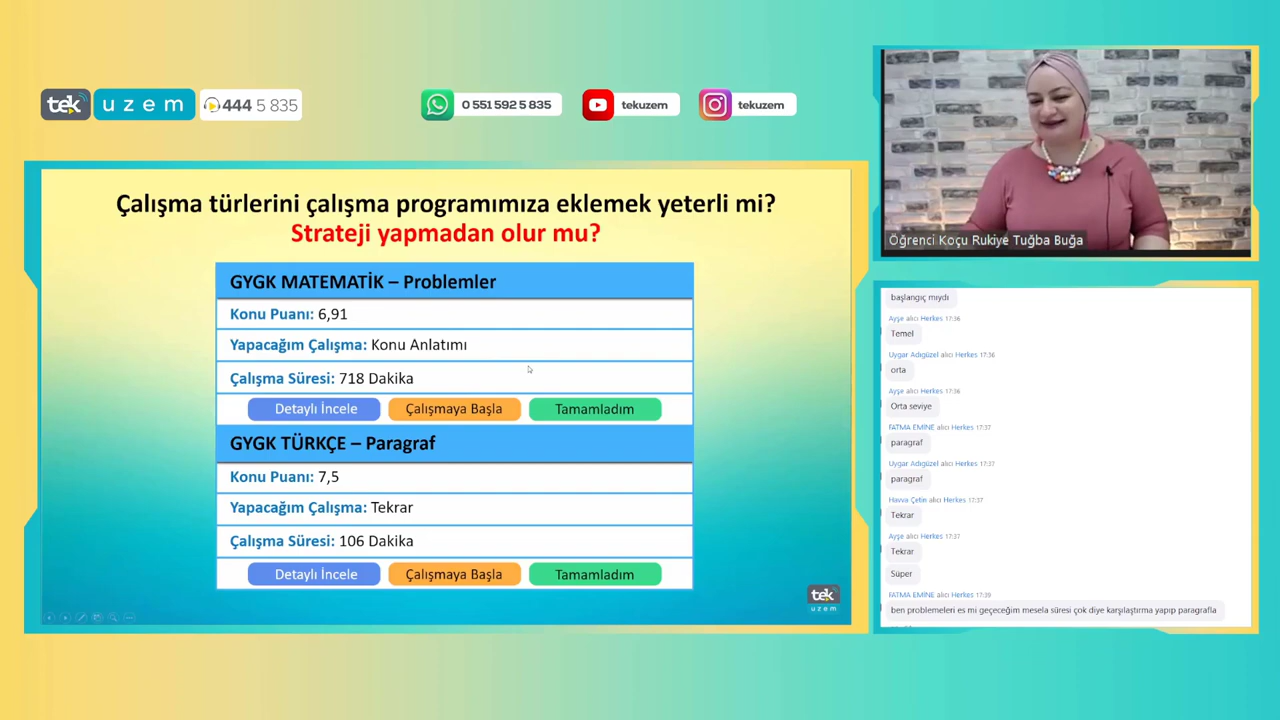 tek
uzem
444 5 835
0 551 592 5 835
tekuzem
tekuzem
Çalışma türlerini çalışma programımıza eklemek yeterli mi?
Strateji yapmadan olur mu?
GYGK MATEMATİK – Problemler
Konu Puanı: 6,91
Yapacağım Çalışma: Konu Anlatımı
Çalışma Süresi: 718 Dakika
Detaylı İncele
Çalışmaya Başla
Tamamladım
GYGK TÜRKÇE – Paragraf
Konu Puanı: 7,5
Yapacağım Çalışma: Tekrar
Çalışma Süresi: 106 Dakika
Detaylı İncele
Çalışmaya Başla
Tamamladım
tek
uzem
Öğrenci Koçu Rukiye Tuğba Buğa
başlangıç mıydı
Ayşe alıcı Herkes 17:36
Temel
Uygar Adıgüzel alıcı Herkes 17:36
orta
Ayşe alıcı Herkes 17:36
Orta seviye
FATMA EMİNE alıcı Herkes 17:37
paragraf
Uygar Adıgüzel alıcı Herkes 17:37
paragraf
Havva Çetin alıcı Herkes 17:37
Tekrar
Ayşe alıcı Herkes 17:37
Tekrar
Süper
FATMA EMİNE alıcı Herkes 17:39
ben problemeleri es mi geçeceğim mesela süresi çok diye karşılaştırma yapıp paragrafla